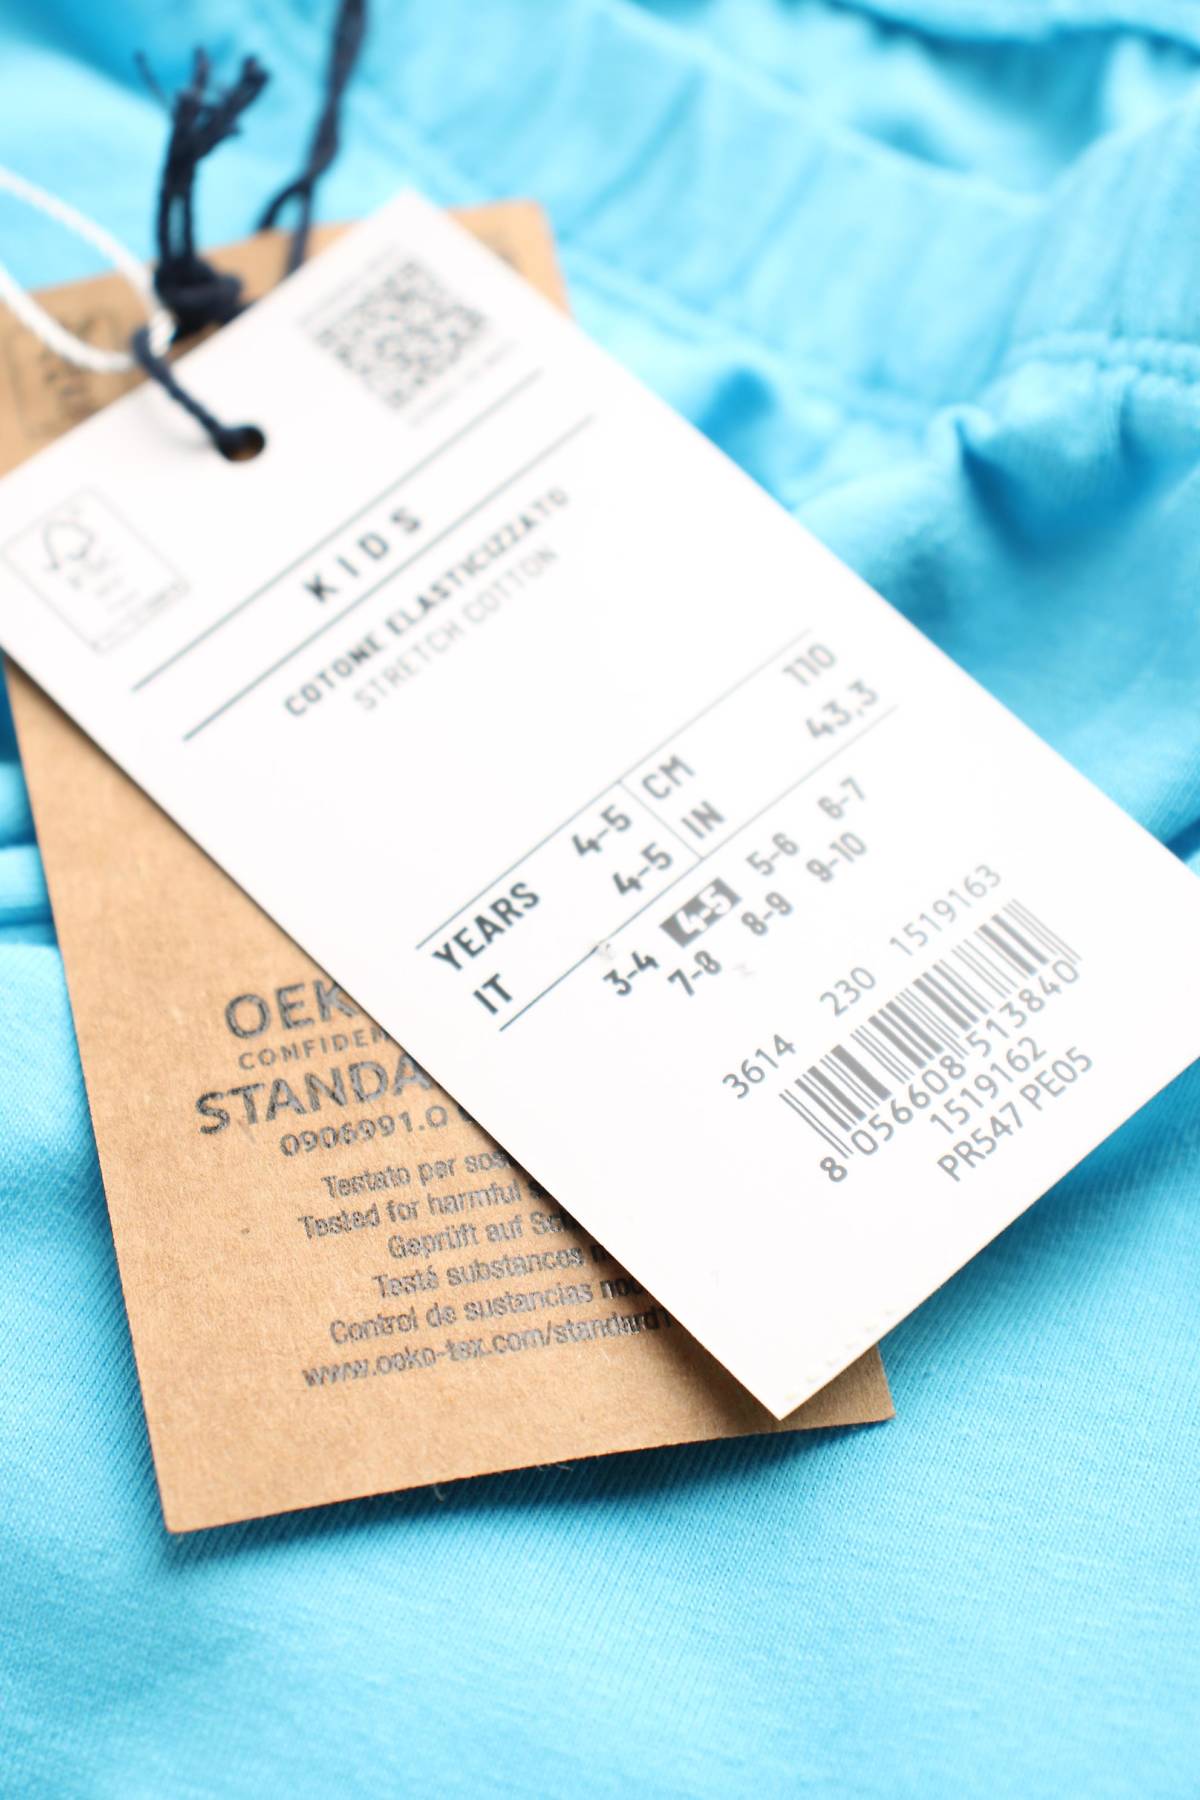 KIDS
COTONE ELASTICIZZATO
STRETCH COTTON
YEARS 4-5 CM 110
IT 4-5 IN 43,3
3-4 4-5 5-6 6-7
7-8 8-9 9-10
3614 230 1519163
8 056608 513840
1519162
PR547 PE05
OEK
CONFIDEN
STANDA
0906991.O
Testato per sos
Tested for harmful
Geprüft auf Sc
Testé substances n
Control de sustancias noc
www.oeko-tex.com/standard1